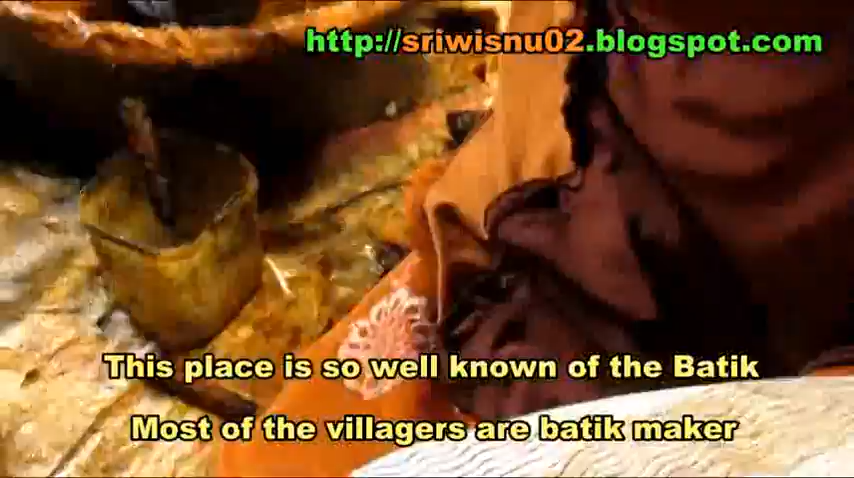 http://sriwisnu02.blogspot.com
This place is so well known of the Batik
Most of the villagers are batik maker